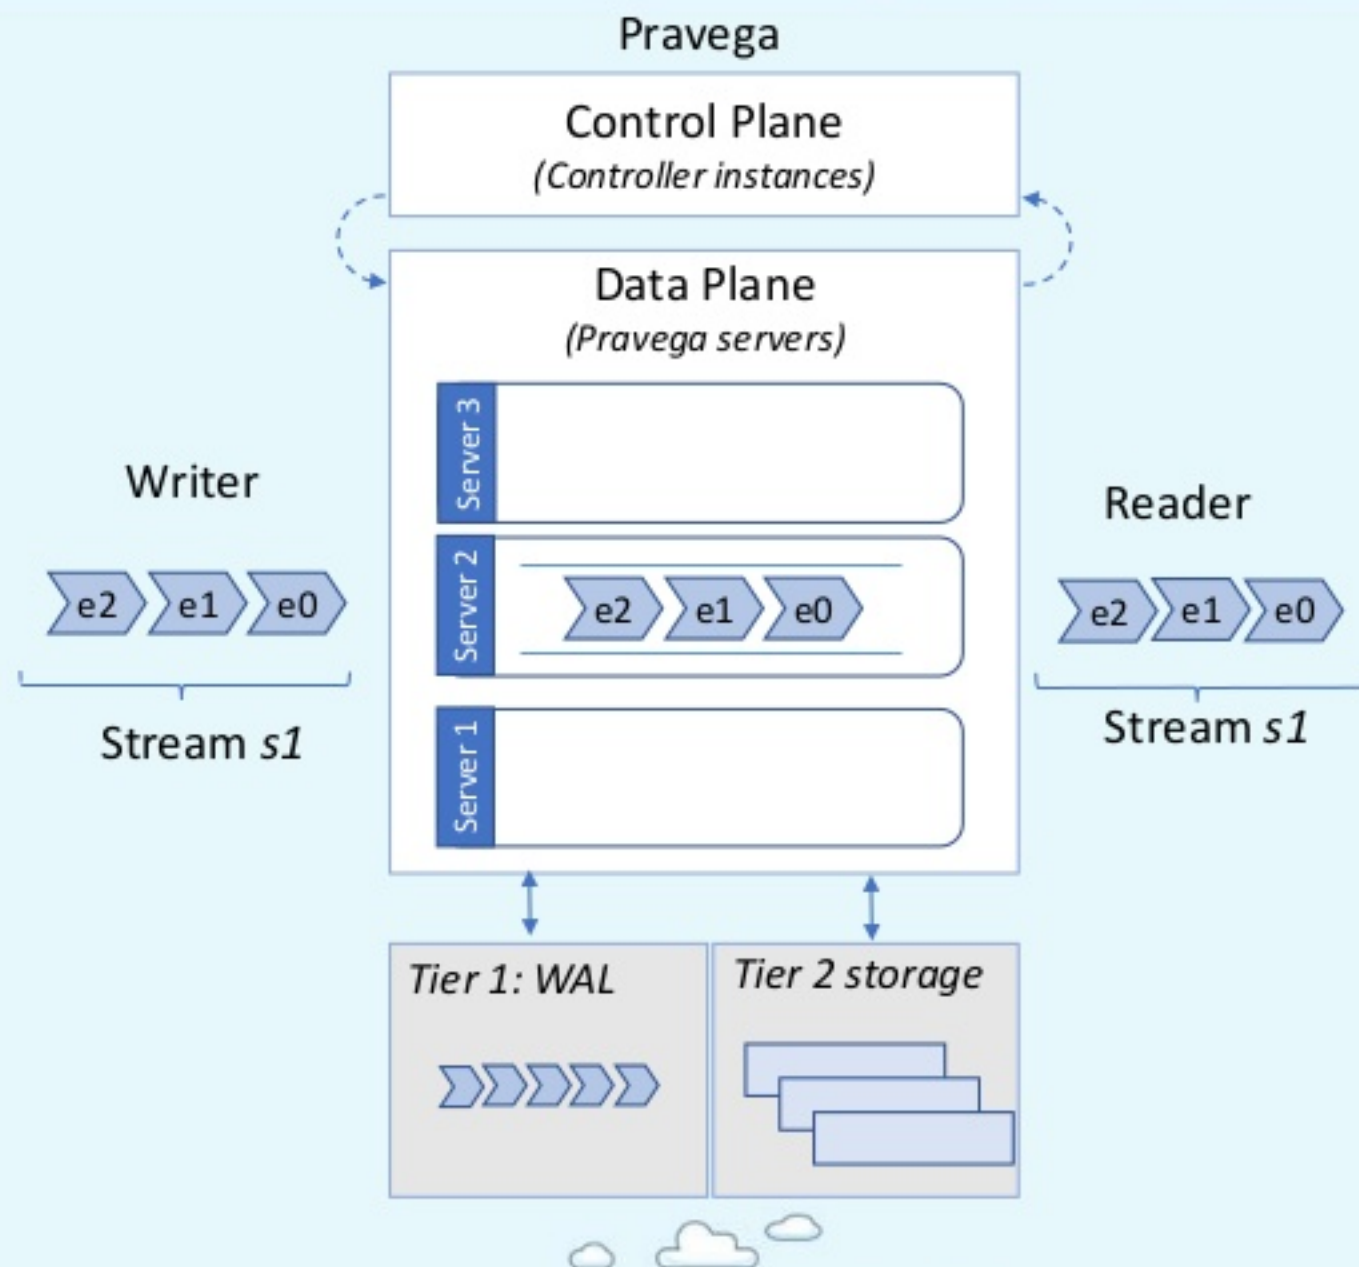 Pravega
Control Plane
(Controller instances)
Data Plane
(Pravega servers)
Server 3
Writer
Reader
e2 e1 e0
Server 2
e2 e1 e0
e2 e1 e0
Stream s1
Stream s1
Server 1
Tier 1: WAL
Tier 2 storage